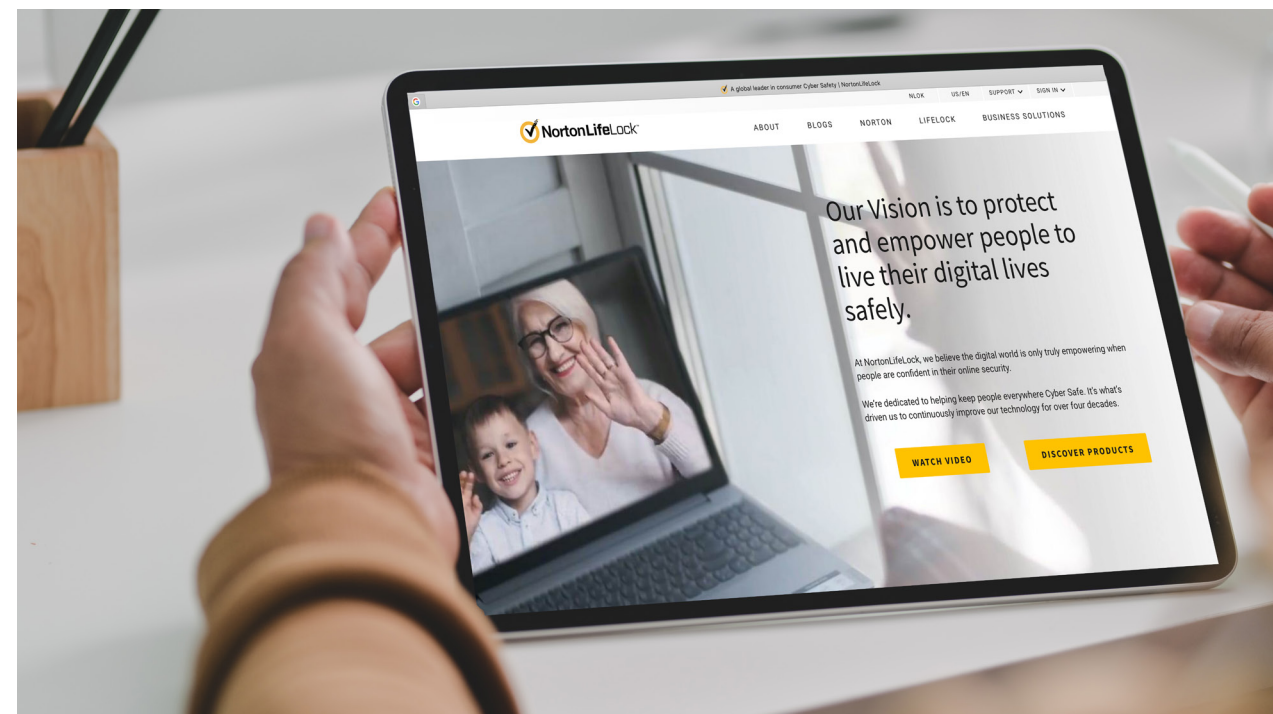 A global leader in consumer Cyber Safety | NortonLifeLock
NLOK US/EN SUPPORT SIGN IN
NortonLifeLock
ABOUT BLOGS NORTON LIFELOCK BUSINESS SOLUTIONS
Our Vision is to protect
and empower people to
live their digital lives
safely.
At NortonLifeLock, we believe the digital world is only truly empowering when
people are confident in their online security.
We're dedicated to helping keep people everywhere Cyber Safe. It's what's
driven us to continuously improve our technology for over four decades.
WATCH VIDEO DISCOVER PRODUCTS